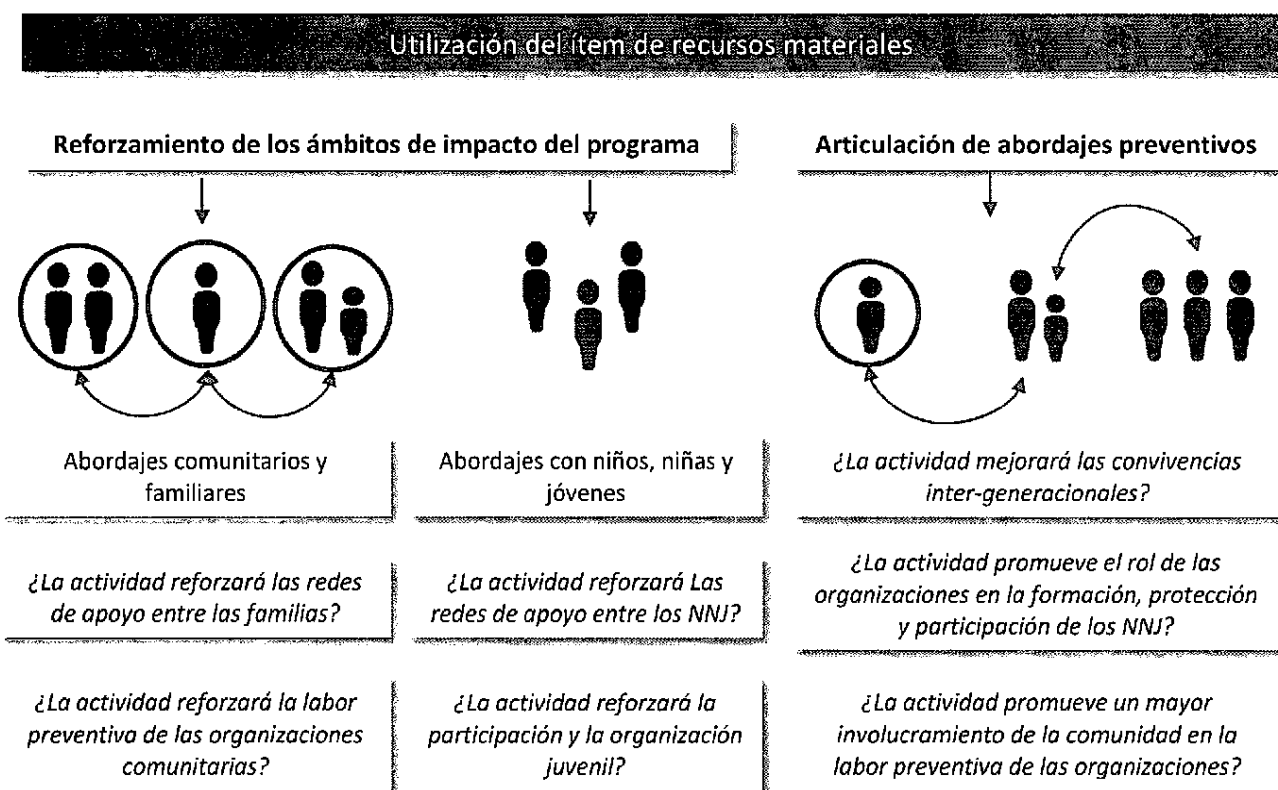 Utilización del ítem de recursos materiales
Reforzamiento de los ámbitos de impacto del programa
Articulación de abordajes preventivos
Abordajes comunitarios y
familiares
Abordajes con niños, niñas y
jóvenes
¿La actividad mejorará las convivencias
inter-generacionales?
¿La actividad reforzará las redes
de apoyo entre las familias?
¿La actividad reforzará Las
redes de apoyo entre los NNJ?
¿La actividad promueve el rol de las
organizaciones en la formación, protección
y participación de los NNJ?
¿La actividad reforzará la labor
preventiva de las organizaciones
comunitarias?
¿La actividad reforzará la
participación y la organización
juvenil?
¿La actividad promueve un mayor
involucramiento de la comunidad en la
labor preventiva de las organizaciones?